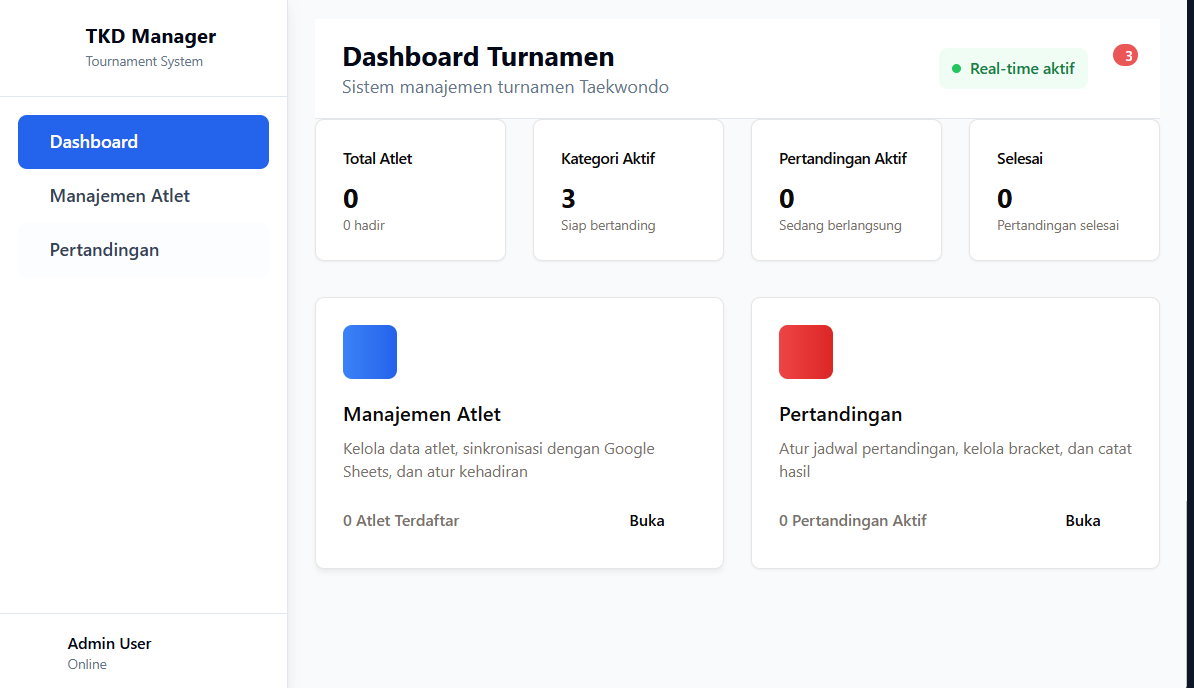 TKD Manager
Tournament System
Dashboard
Manajemen Atlet
Pertandingan
Admin User
Online
Dashboard Turnamen
Sistem manajemen turnamen Taekwondo
Real-time aktif
3
Total Atlet
0
0 hadir
Kategori Aktif
3
Siap bertanding
Pertandingan Aktif
0
Sedang berlangsung
Selesai
0
Pertandingan selesai
Manajemen Atlet
Kelola data atlet, sinkronisasi dengan Google
Sheets, dan atur kehadiran
0 Atlet Terdaftar
Buka
Pertandingan
Atur jadwal pertandingan, kelola bracket, dan catat
hasil
0 Pertandingan Aktif
Buka